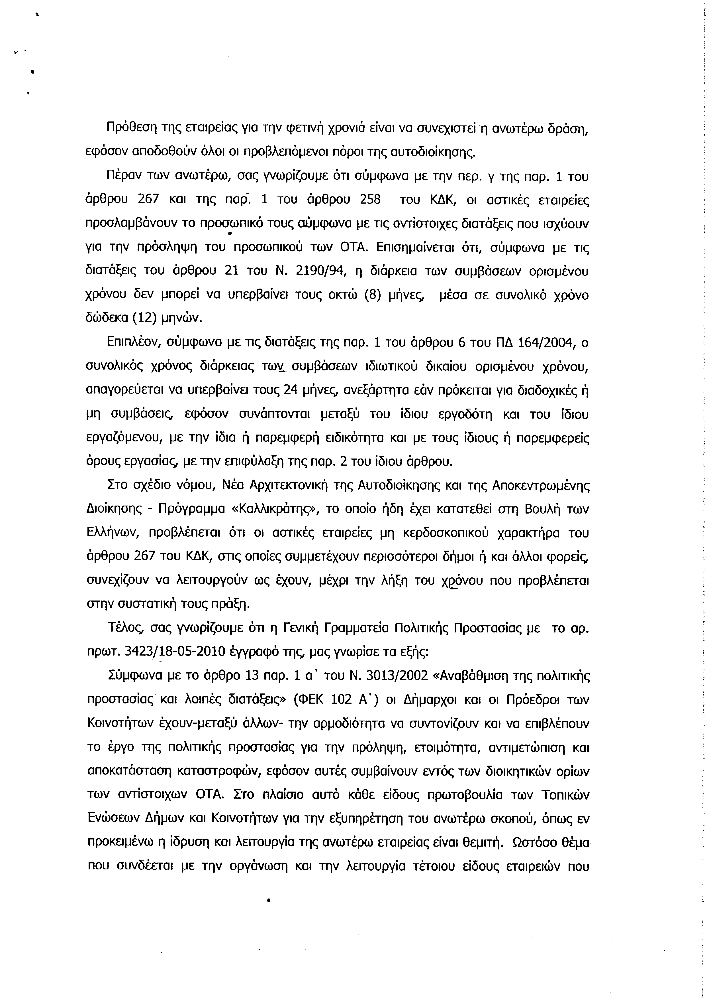 Πρόθεση της εταιρείας για την φετινή χρονιά είναι να συνεχιστεί η ανωτέρω δράση,
εφόσον αποδοθούν όλοι οι προβλεπόμενοι πόροι της αυτοδιοίκησης.
Πέραν των ανωτέρω, σας γνωρίζουμε ότι σύμφωνα με την περ. γ της παρ. 1 του
άρθρου 267 και της παρ. 1 του άρθρου 258 του ΚΔΚ, οι αστικές εταιρείες
προσλαμβάνουν το προσωπικό τους σύμφωνα με τις αντίστοιχες διατάξεις που ισχύουν
για την πρόσληψη του προσωπικού των ΟΤΑ. Επισημαίνεται ότι, σύμφωνα με τις
διατάξεις του άρθρου 21 του Ν. 2190/94, η διάρκεια των συμβάσεων ορισμένου
χρόνου δεν μπορεί να υπερβαίνει τους οκτώ (8) μήνες, μέσα σε συνολικό χρόνο
δώδεκα (12) μηνών.
Επιπλέον, σύμφωνα με τις διατάξεις της παρ. 1 του άρθρου 6 του ΠΔ 164/2004, ο
συνολικός χρόνος διάρκειας των συμβάσεων ιδιωτικού δικαίου ορισμένου χρόνου,
απαγορεύεται να υπερβαίνει τους 24 μήνες, ανεξάρτητα εάν πρόκειται για διαδοχικές ή
μη συμβάσεις, εφόσον συνάπτονται μεταξύ του ίδιου εργοδότη και του ίδιου
εργαζόμενου, με την ίδια ή παρεμφερή ειδικότητα και με τους ίδιους ή παρεμφερείς
όρους εργασίας, με την επιφύλαξη της παρ. 2 του ίδιου άρθρου.
Στο σχέδιο νόμου, Νέα Αρχιτεκτονική της Αυτοδιοίκησης και της Αποκεντρωμένης
Διοίκησης - Πρόγραμμα «Καλλικράτης», το οποίο ήδη έχει κατατεθεί στη Βουλή των
Ελλήνων, προβλέπεται ότι οι αστικές εταιρείες μη κερδοσκοπικού χαρακτήρα του
άρθρου 267 του ΚΔΚ, στις οποίες συμμετέχουν περισσότεροι δήμοι ή και άλλοι φορείς,
συνεχίζουν να λειτουργούν ως έχουν, μέχρι την λήξη του χρόνου που προβλέπεται
στην συστατική τους πράξη.
Τέλος, σας γνωρίζουμε ότι η Γενική Γραμματεία Πολιτικής Προστασίας με το αρ.
πρωτ. 3423/18-05-2010 έγγραφό της, μας γνωρίσε τα εξής:
Σύμφωνα με το άρθρο 13 παρ. 1 α΄ του Ν. 3013/2002 «Αναβάθμιση της πολιτικής
προστασίας και λοιπές διατάξεις» (ΦΕΚ 102 Α΄) οι Δήμαρχοι και οι Πρόεδροι των
Κοινοτήτων έχουν-μεταξύ άλλων- την αρμοδιότητα να συντονίζουν και να επιβλέπουν
το έργο της πολιτικής προστασίας για την πρόληψη, ετοιμότητα, αντιμετώπιση και
αποκατάσταση καταστροφών, εφόσον αυτές συμβαίνουν εντός των διοικητικών ορίων
των αντίστοιχων ΟΤΑ. Στο πλαίσιο αυτό κάθε είδους πρωτοβουλία των Τοπικών
Ενώσεων Δήμων και Κοινοτήτων για την εξυπηρέτηση του ανωτέρω σκοπού, όπως εν
προκειμένω η ίδρυση και λειτουργία της ανωτέρω εταιρείας είναι θεμιτή. Ωστόσο θέμα
που συνδέεται με την οργάνωση και την λειτουργία τέτοιου είδους εταιρειών που